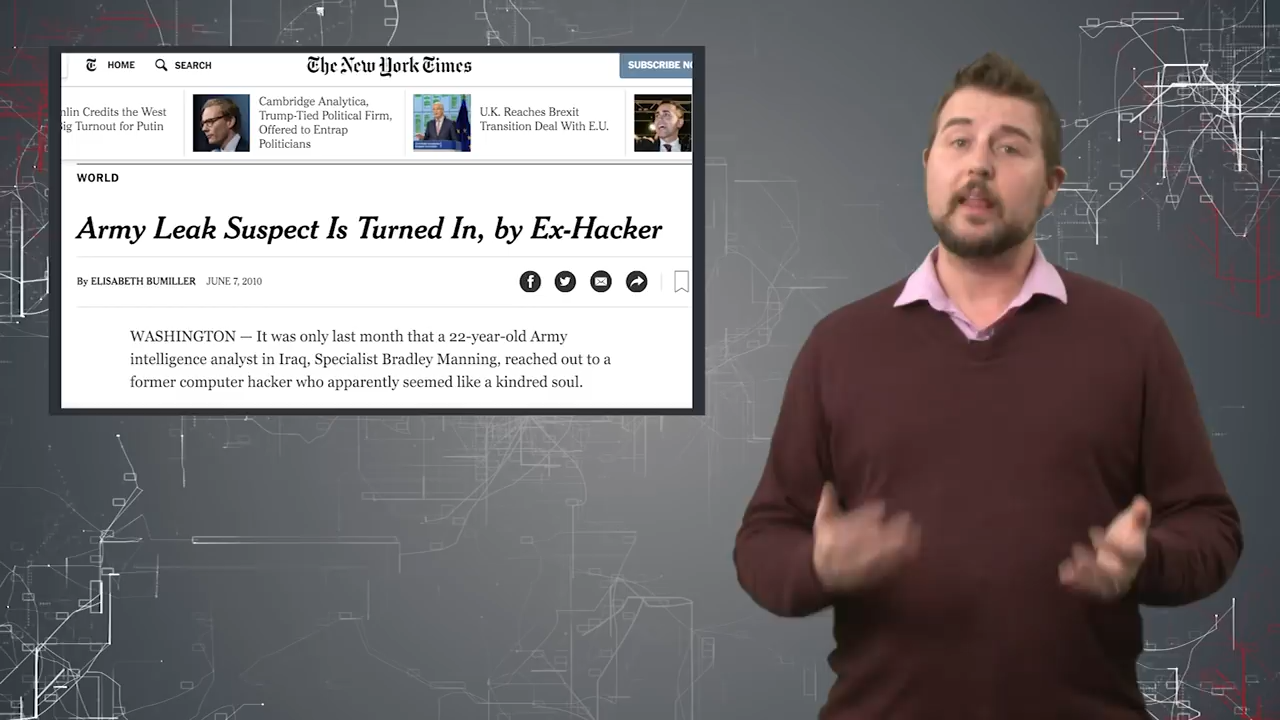 HOME
SEARCH
The New York Times
SUBSCRIBE
Credits the West
Turnout for Putin
Cambridge Analytica,
Trump-Tied Political Firm,
Offered to Entrap
Politicians
U.K. Reaches Brexit
Transition Deal With E.U.
WORLD
Army Leak Suspect Is Turned In, by Ex-Hacker
By ELISABETH BUMILLER JUNE 7, 2010
WASHINGTON — It was only last month that a 22-year-old Army
intelligence analyst in Iraq, Specialist Bradley Manning, reached out to a
former computer hacker who apparently seemed like a kindred soul.